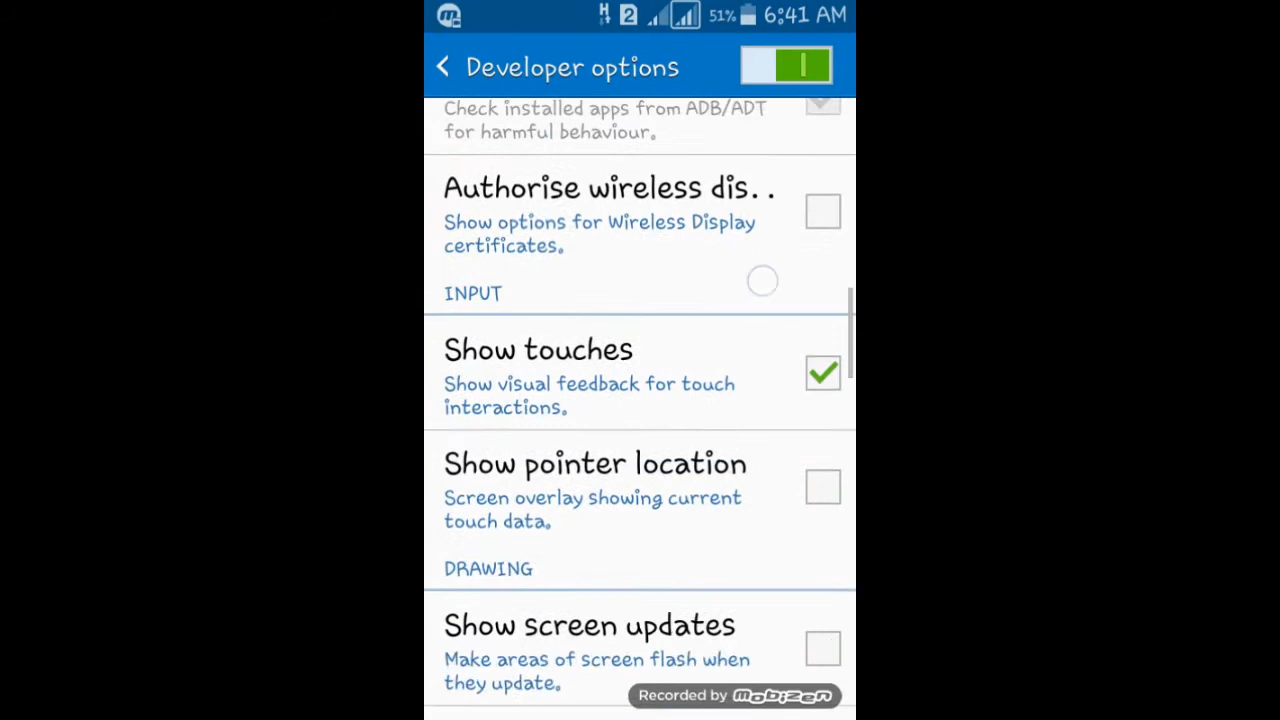 H+ 2 51% 6:41 AM
Developer options
Check installed apps from ADB/ADT
for harmful behaviour.
Authorise wireless dis. .
Show options for Wireless Display
certificates.
INPUT
Show touches
Show visual feedback for touch
interactions.
Show pointer location
Screen overlay showing current
touch data.
DRAWING
Show screen updates
Make areas of screen flash when
they update.
Recorded by mobizen